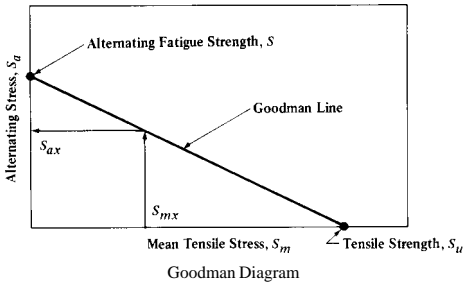 Alternating Fatigue Strength, S
Alternating Stress, Sa
Goodman Line
Sax
Smx
Mean Tensile Stress, Sm
Tensile Strength, Su
Goodman Diagram